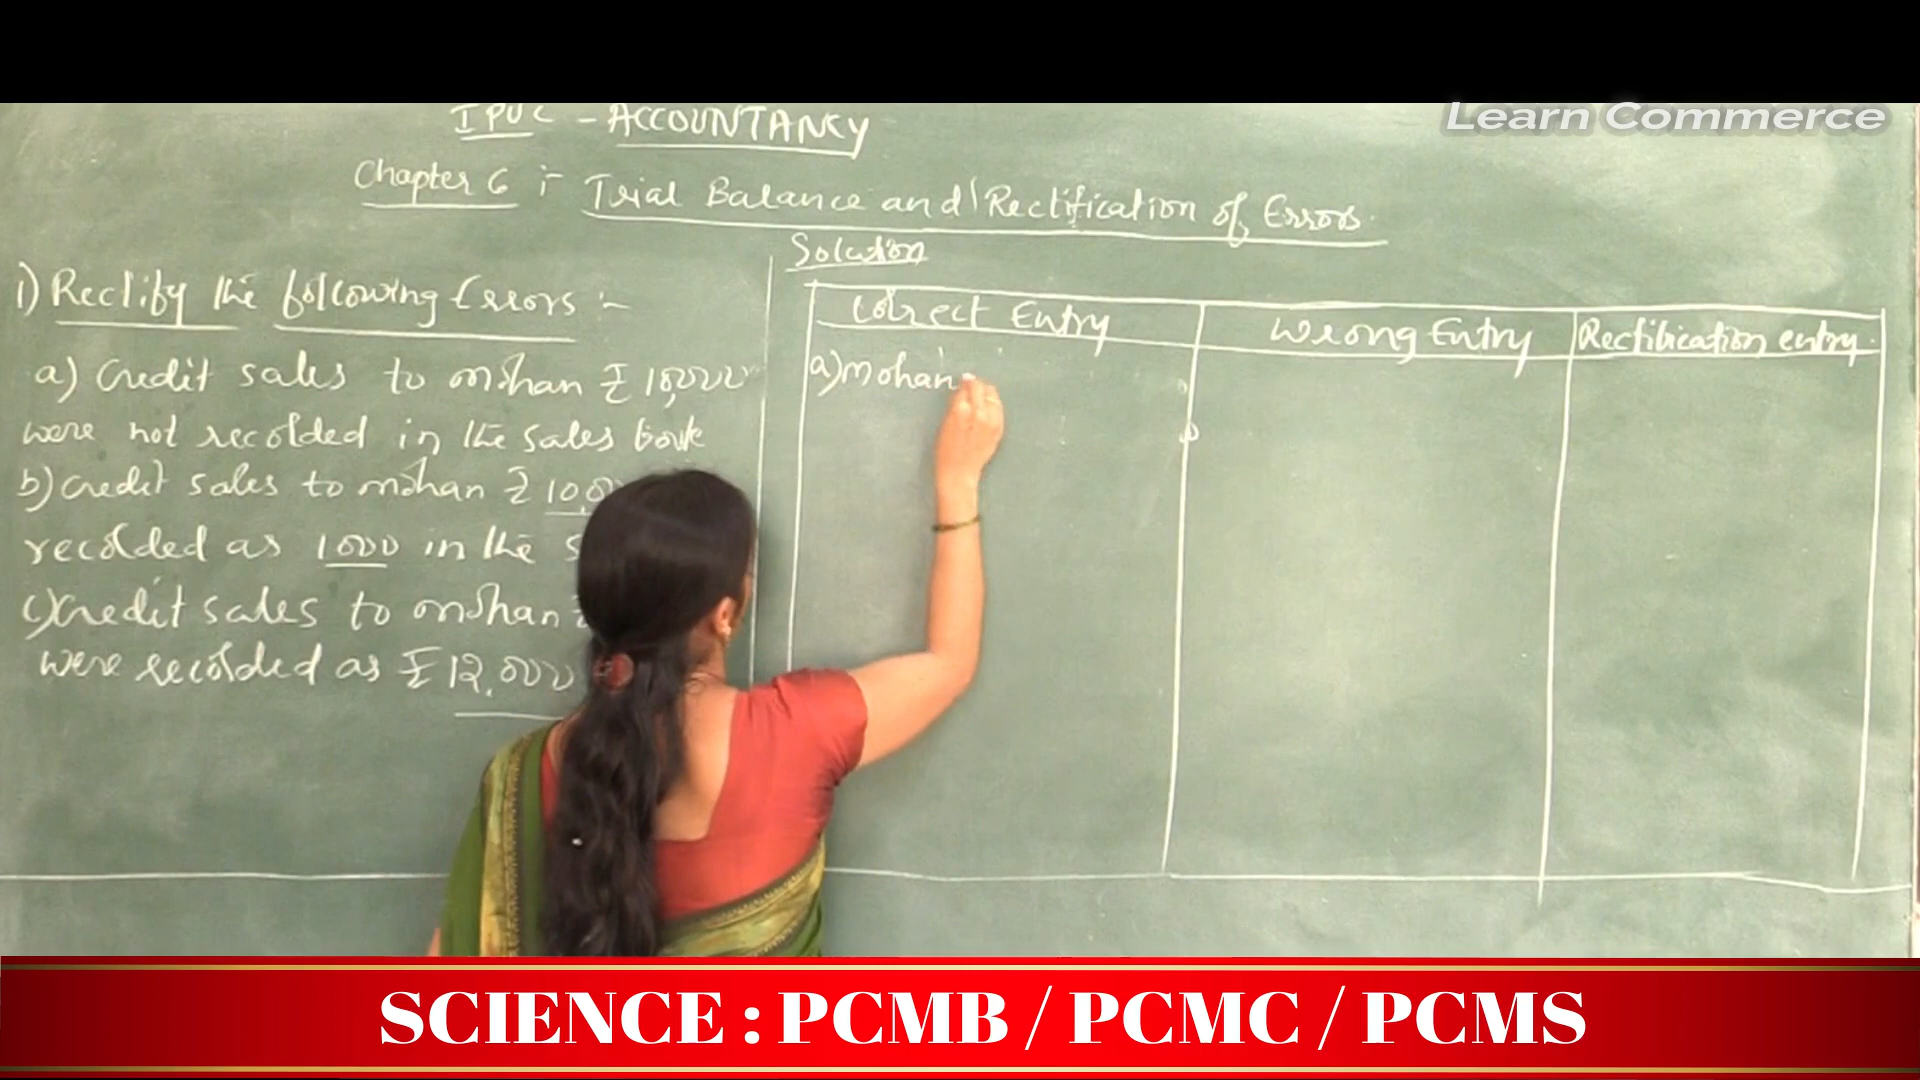 Learn Commerce
I PUC - ACCOUNTANCY
Chapter 6 :- Trial Balance and Rectification of Errors.
1) Rectify the following Errors :-
a) Credit sales to mohan ₹ 10,000
were not recorded in the sales book
b) Credit sales to mohan ₹ 10,0
recorded as 1000 in the S
c) Credit sales to mohan ₹
were recorded as ₹ 12,000
Solution
Correct Entry
Wrong Entry
Rectification entry.
a) Mohan's
SCIENCE : PCMB / PCMC / PCMS